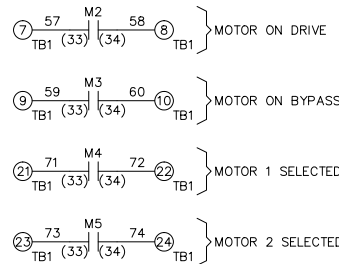 M2
7 57 58 8 MOTOR ON DRIVE
TB1 (33) (34) TB1
M3
9 59 60 10 MOTOR ON BYPASS
TB1 (33) (34) TB1
M4
21 71 72 22 MOTOR 1 SELECTED
TB1 (33) (34) TB1
M5
23 73 74 24 MOTOR 2 SELECTED
TB1 (33) (34) TB1